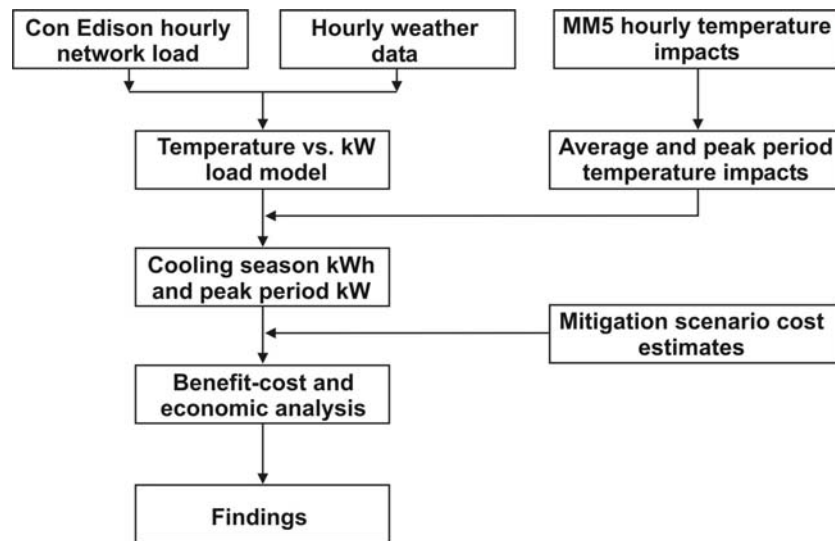 Con Edison hourly
network load
Hourly weather
data
MM5 hourly temperature
impacts
Temperature vs. kW
load model
Average and peak period
temperature impacts
Cooling season kWh
and peak period kW
Mitigation scenario cost
estimates
Benefit-cost and
economic analysis
Findings